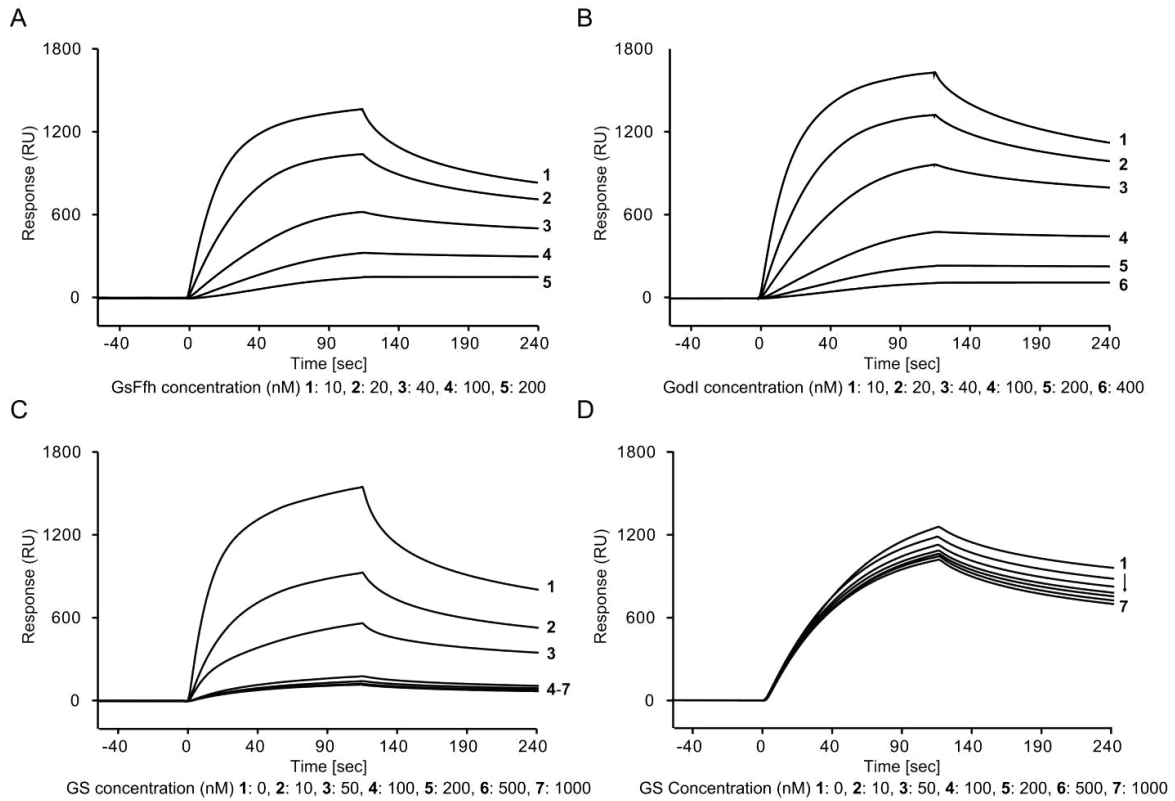 A
B
1800
1200
600
0
Response (RU)
1
2
3
4
5
-40 0 40 90 140 190 240
Time [sec]
GsFfh concentration (nM) 1: 10, 2: 20, 3: 40, 4: 100, 5: 200
1800
1200
600
0
Response (RU)
1
2
3
4
5
6
-40 0 40 90 140 190 240
Time [sec]
GodI concentration (nM) 1: 10, 2: 20, 3: 40, 4: 100, 5: 200, 6: 400
C
D
1800
1200
600
0
Response (RU)
1
2
3
4-7
-40 0 40 90 140 190 240
Time [sec]
GS concentration (nM) 1: 0, 2: 10, 3: 50, 4: 100, 5: 200, 6: 500, 7: 1000
1800
1200
600
0
Response (RU)
1
7
-40 0 40 90 140 190 240
Time [sec]
GS Concentration (nM) 1: 0, 2: 10, 3: 50, 4: 100, 5: 200, 6: 500, 7: 1000